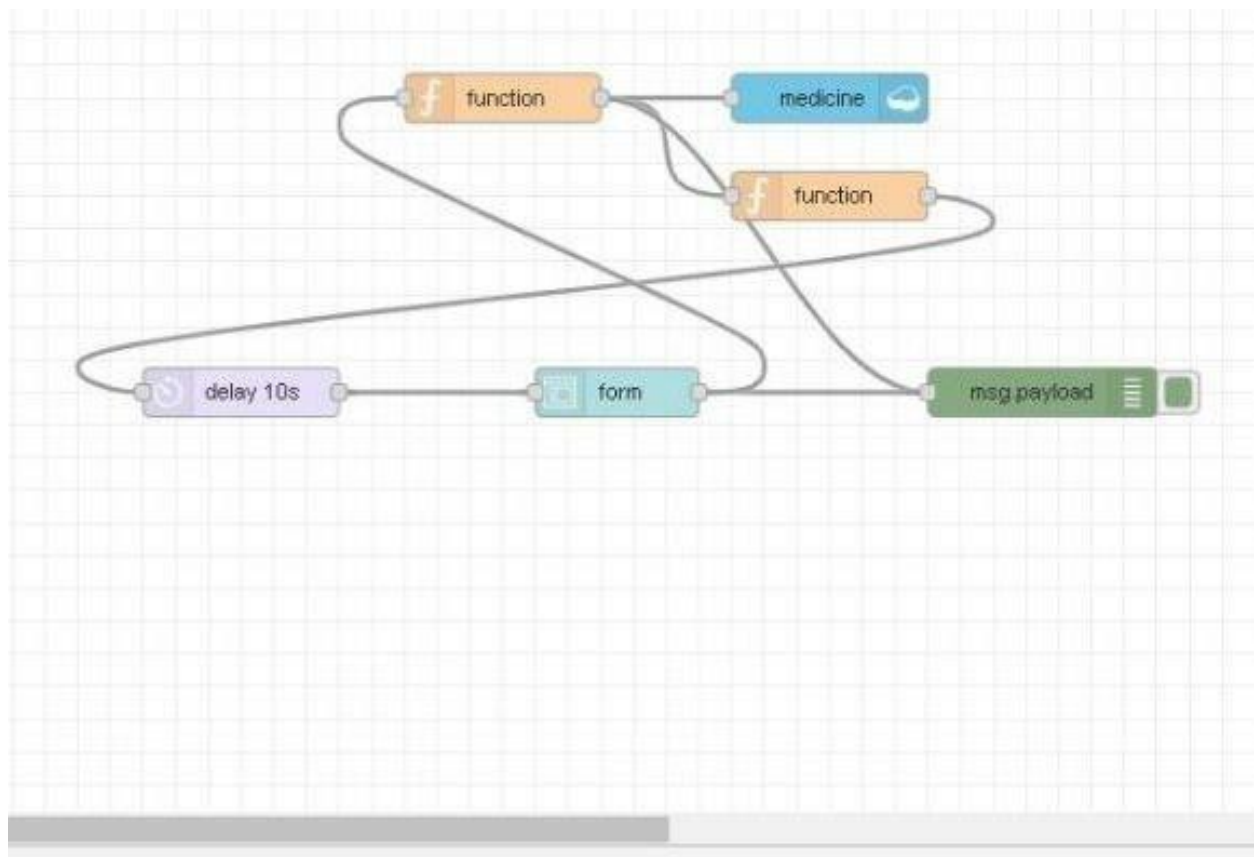 function
medicine
function
delay 10s
form
msg.payload